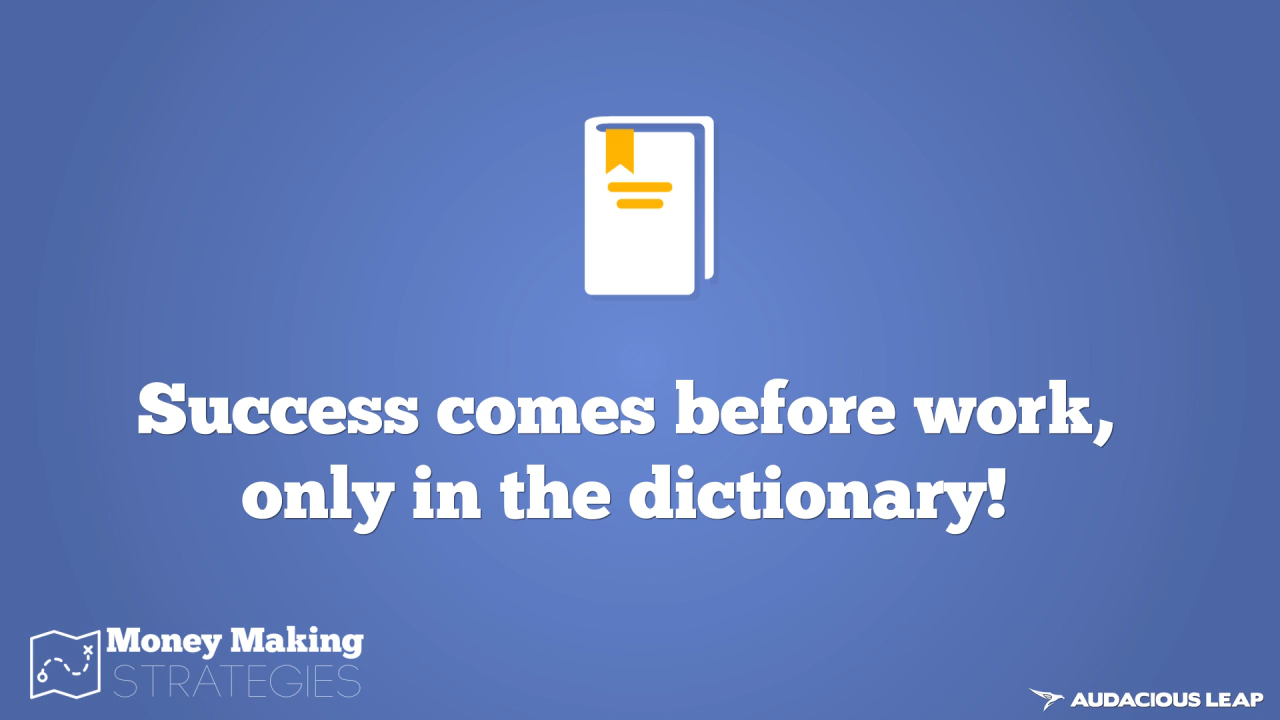 Success comes before work,
only in the dictionary!
Money Making
STRATEGIES
AUDACIOUS LEAP